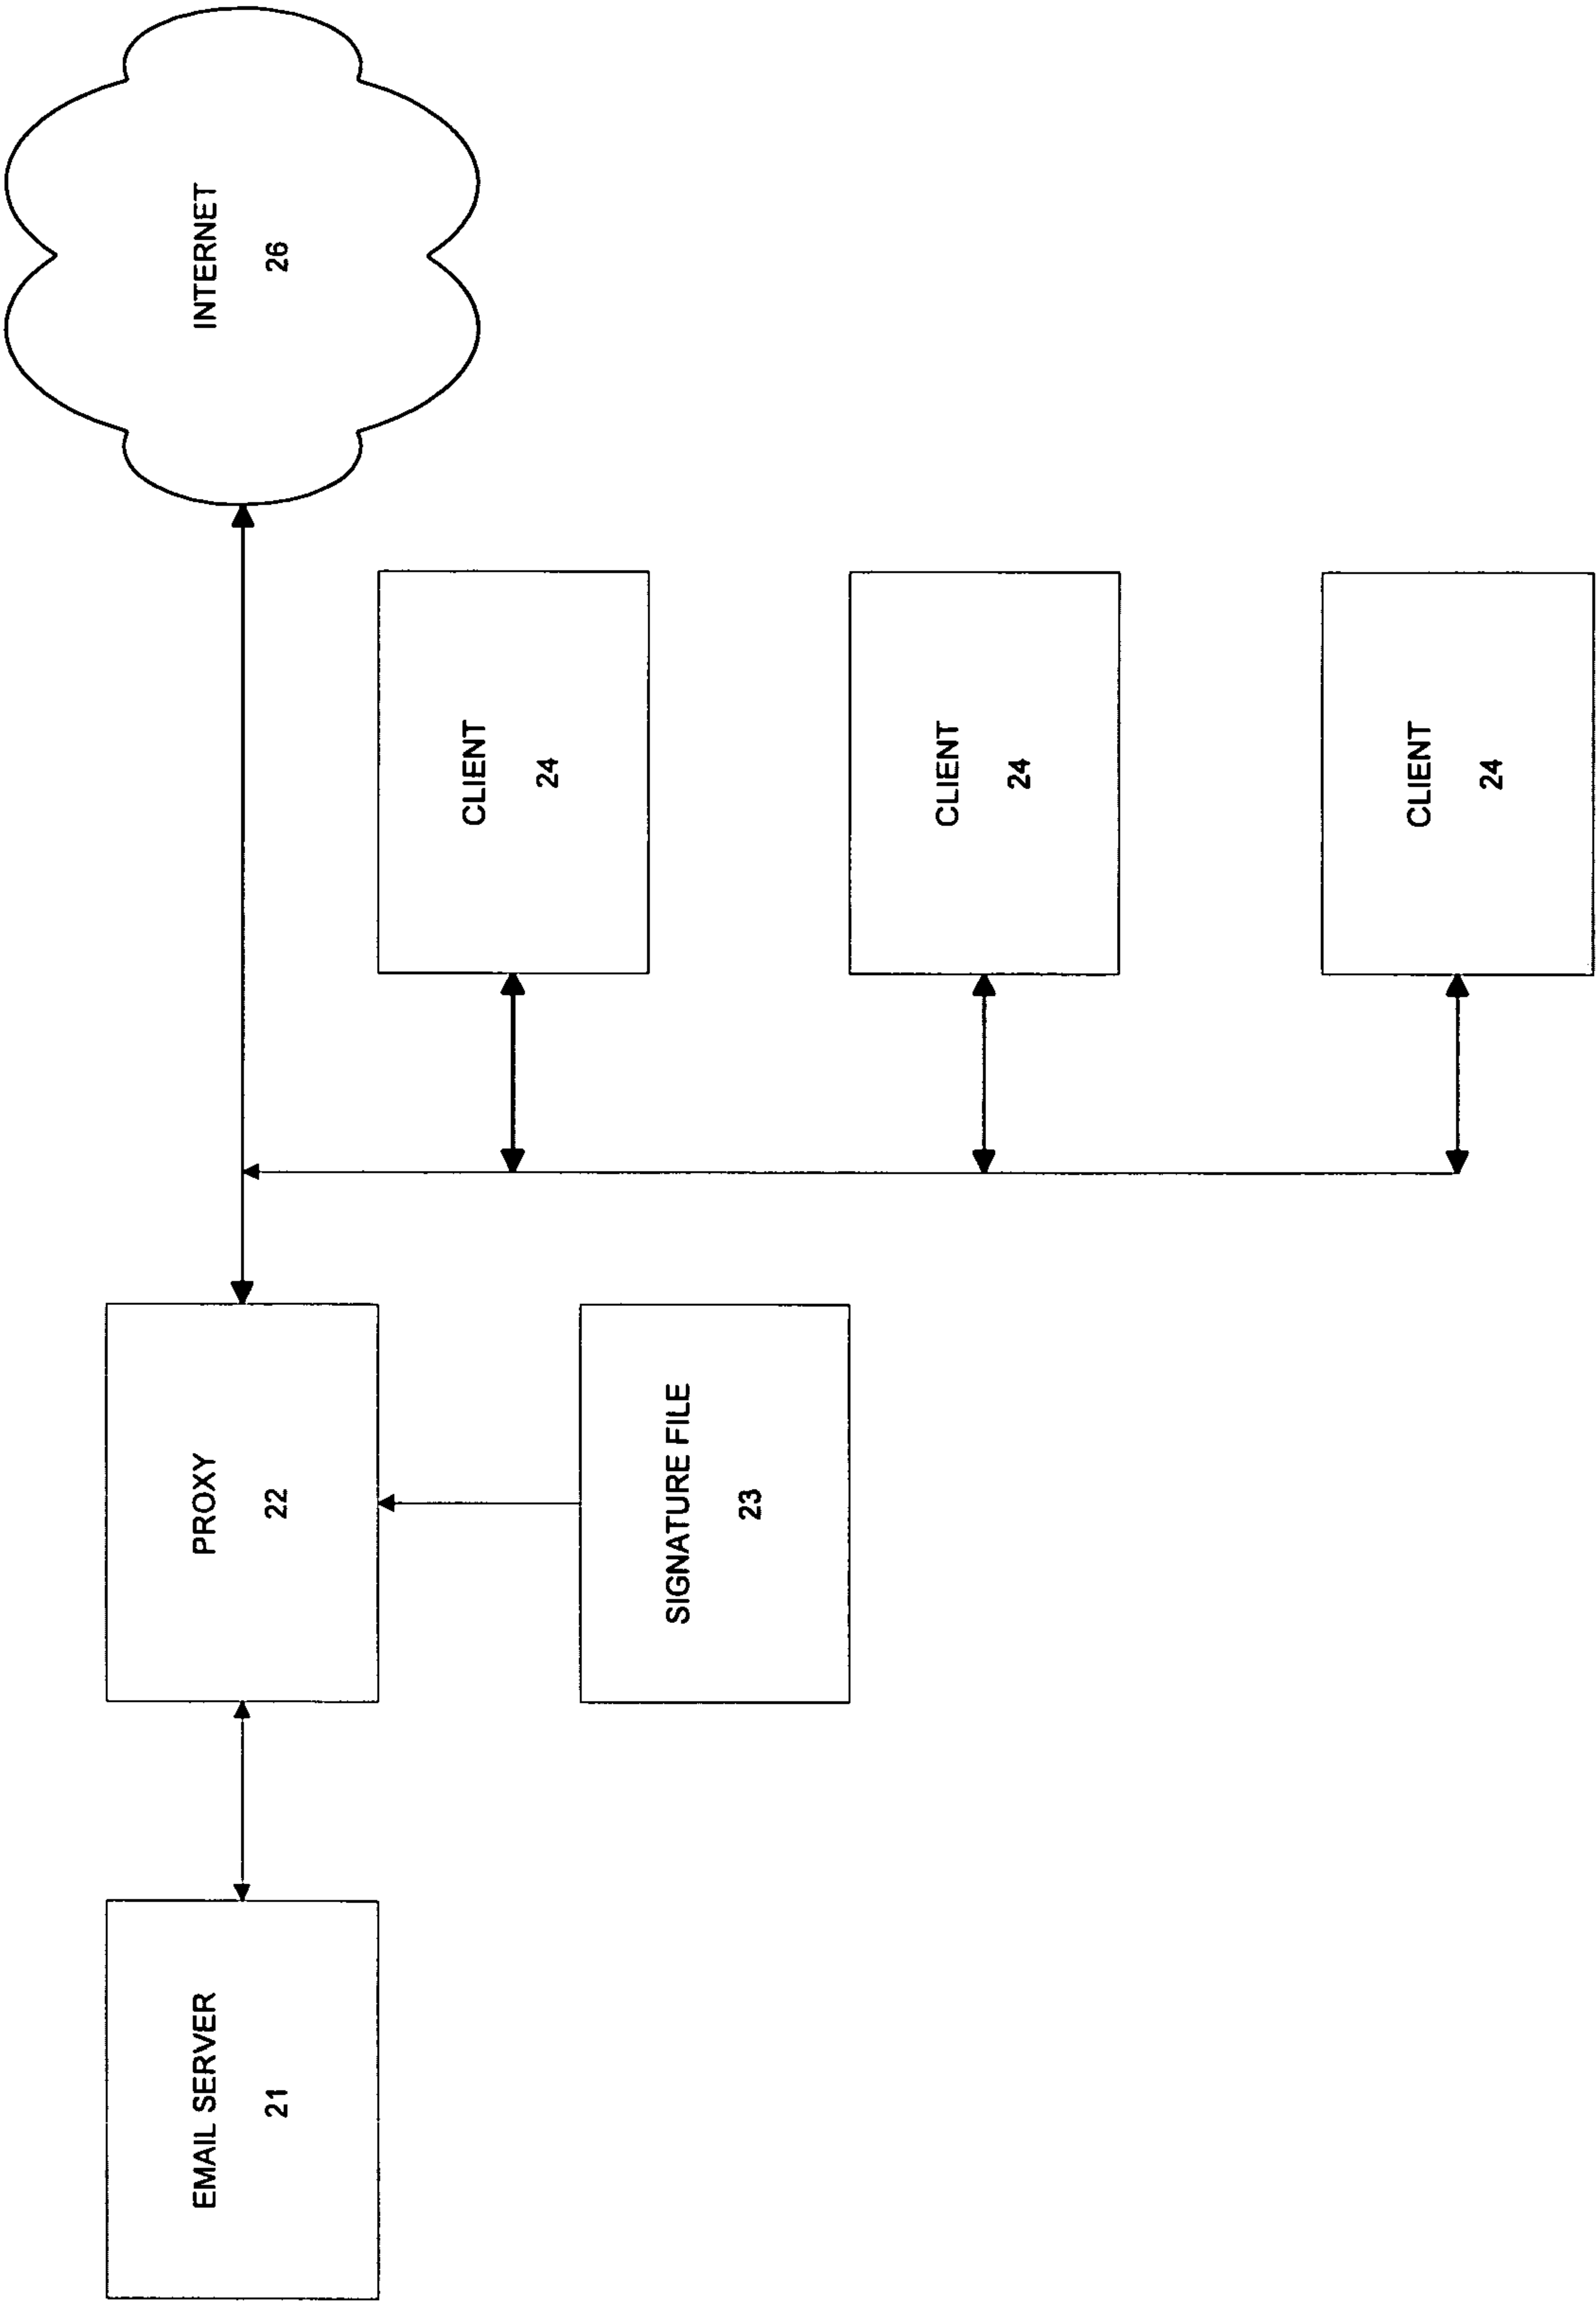 EMAIL SERVER
21
PROXY
22
INTERNET
26
SIGNATURE FILE
23
CLIENT
24
CLIENT
24
CLIENT
24